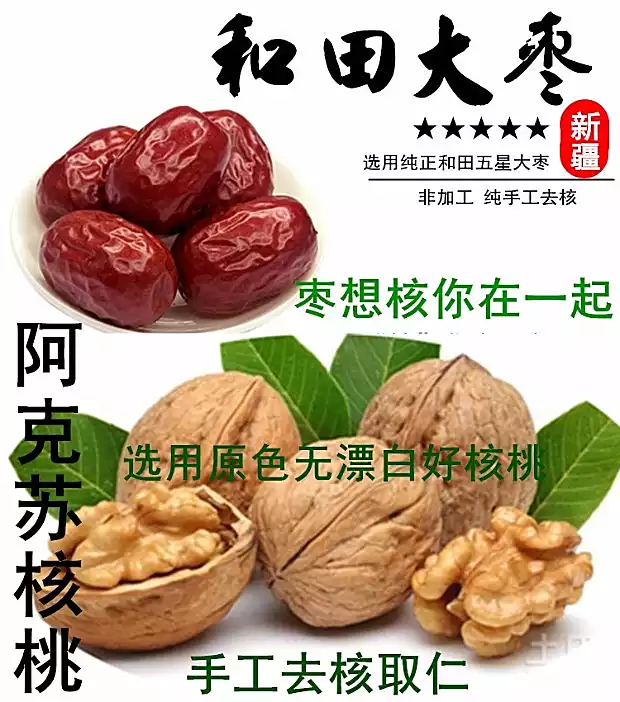 和田大枣
★★★★★
新疆
选用纯正和田五星大枣
非加工 纯手工去核
枣想核你在一起
阿克苏核桃
选用原色无漂白好核桃
手工去核取仁